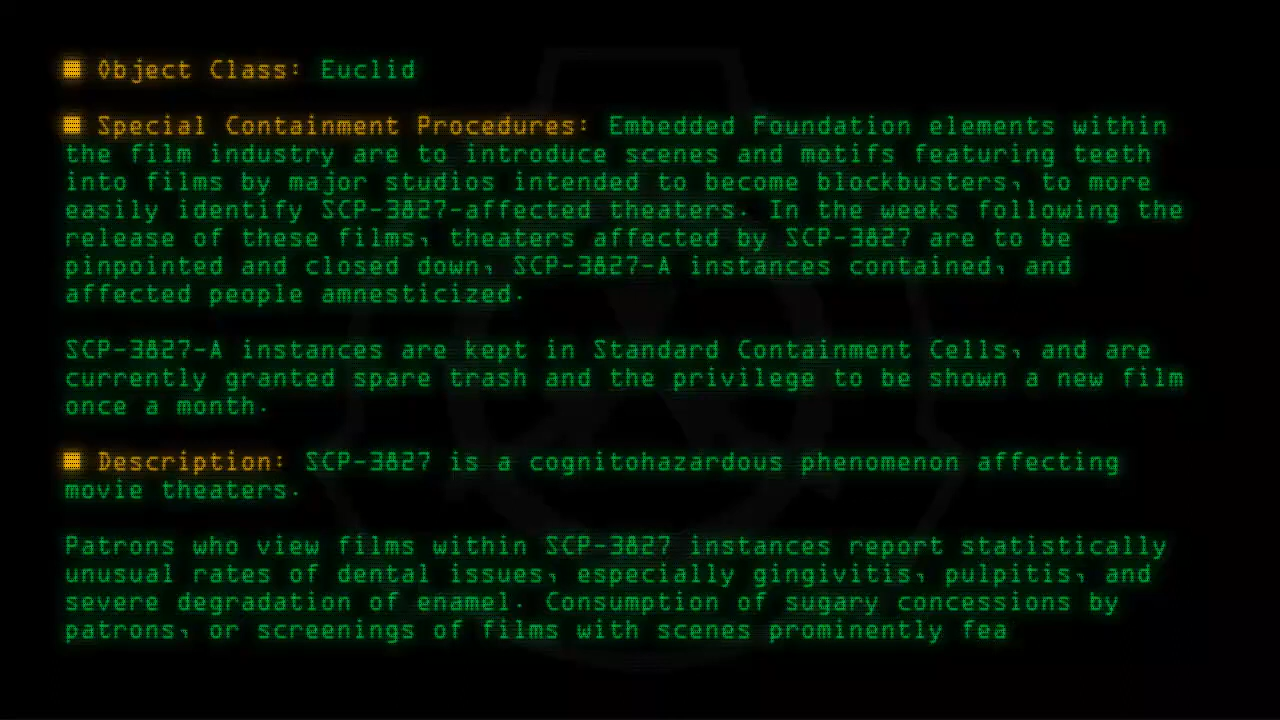 ■ Object Class: Euclid
■ Special Containment Procedures: Embedded Foundation elements within
the film industry are to introduce scenes and motifs featuring teeth
into films by major studios intended to become blockbusters, to more
easily identify SCP-3827-affected theaters. In the weeks following the
release of these films, theaters affected by SCP-3827 are to be
pinpointed and closed down, SCP-3827-A instances contained, and
affected people amnesticized.
SCP-3827-A instances are kept in Standard Containment Cells, and are
currently granted spare trash and the privilege to be shown a new film
once a month.
■ Description: SCP-3827 is a cognitohazardous phenomenon affecting
movie theaters.
Patrons who view films within SCP-3827 instances report statistically
unusual rates of dental issues, especially gingivitis, pulpitis, and
severe degradation of enamel. Consumption of sugary concessions by
patrons, or screenings of films with scenes prominently fea